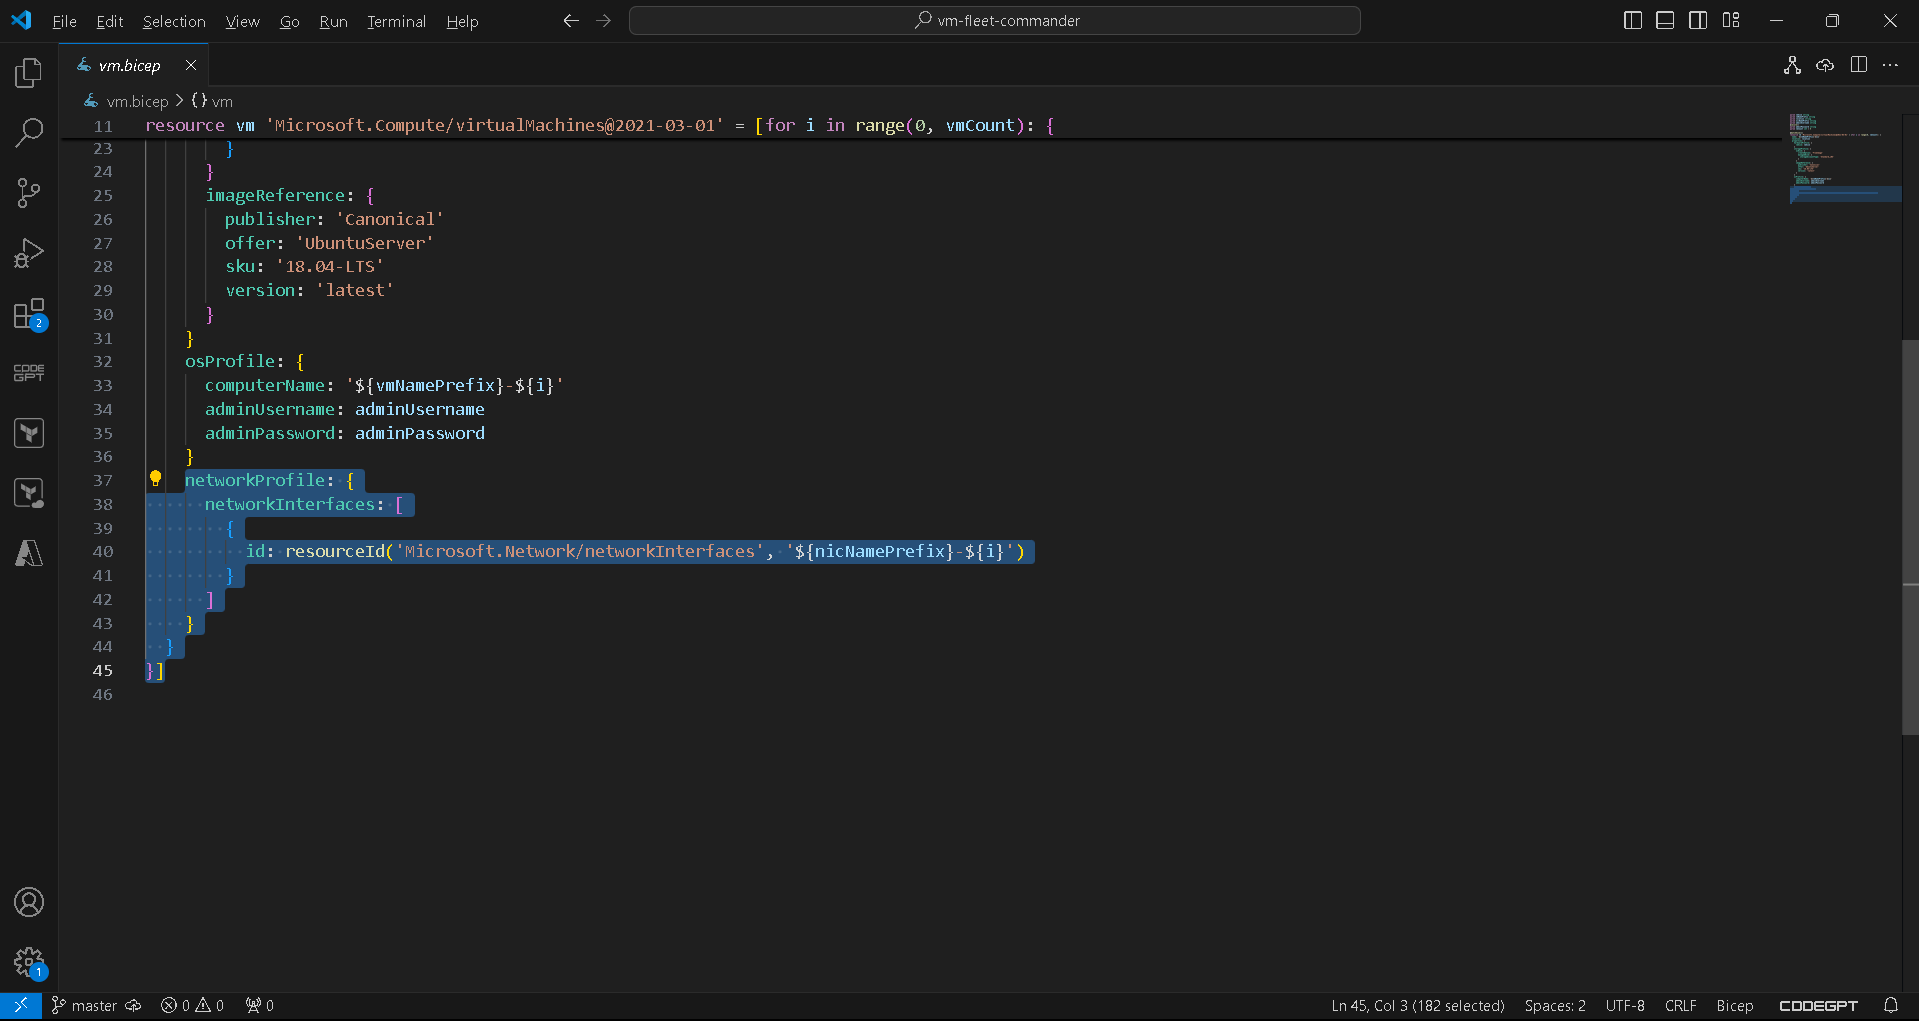 File Edit Selection View Go Run Terminal Help
vm-fleet-commander
vm.bicep
vm.bicep > {} vm
11 resource vm 'Microsoft.Compute/virtualMachines@2021-03-01' = [for i in range(0, vmCount): {
23 }
24 }
25 imageReference: {
26 publisher: 'Canonical'
27 offer: 'UbuntuServer'
28 sku: '18.04-LTS'
29 version: 'latest'
30 }
31 }
32 osProfile: {
33 computerName: '${vmNamePrefix}-${i}'
34 adminUsername: adminUsername
35 adminPassword: adminPassword
36 }
37 networkProfile: {
38 networkInterfaces: [
39 {
40 id: resourceId('Microsoft.Network/networkInterfaces', '${nicNamePrefix}-${i}')
41 }
42 ]
43 }
44 }
45 }]
46
2
CODE
GPT
1
master 0 0 0 Ln 45, Col 3 (182 selected) Spaces: 2 UTF-8 CRLF Bicep CODEGPT